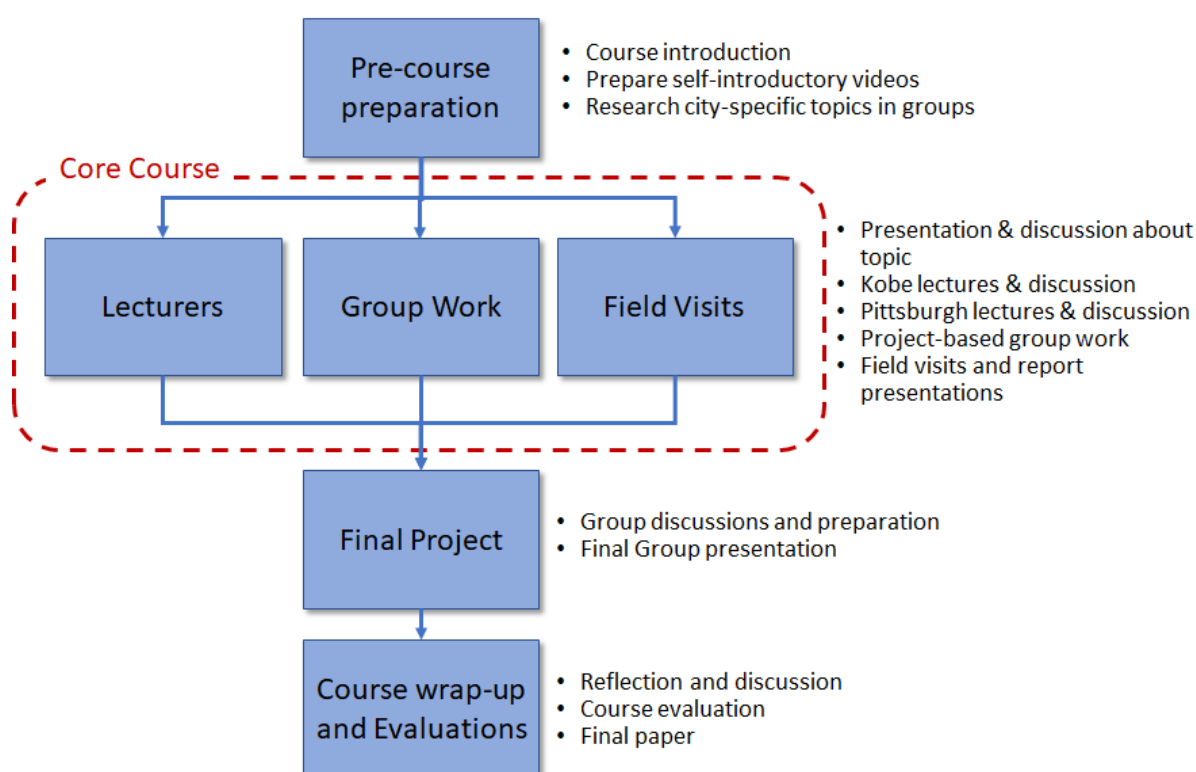 Pre-course
preparation
• Course introduction
• Prepare self-introductory videos
• Research city-specific topics in groups
Core Course
Lecturers
Group Work
Field Visits
• Presentation & discussion about
topic
• Kobe lectures & discussion
• Pittsburgh lectures & discussion
• Project-based group work
• Field visits and report
presentations
Final Project
• Group discussions and preparation
• Final Group presentation
Course wrap-up
and Evaluations
• Reflection and discussion
• Course evaluation
• Final paper